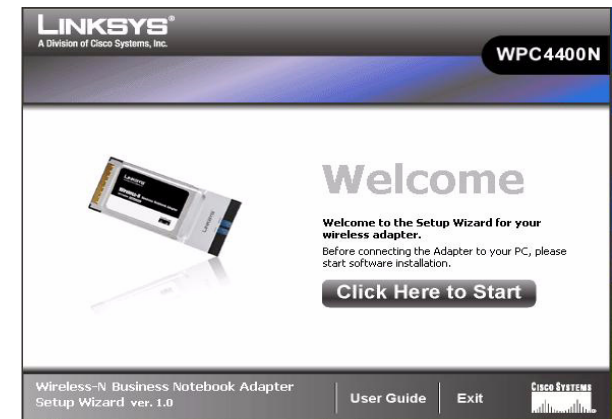 LINKSYS®
A Division of Cisco Systems, Inc.
WPC4400N
Welcome
Welcome to the Setup Wizard for your
wireless adapter.
Before connecting the Adapter to your PC, please
start software installation.
Click Here to Start
Wireless-N Business Notebook Adapter
Setup Wizard ver. 1.0
User Guide
Exit
CISCO SYSTEMS